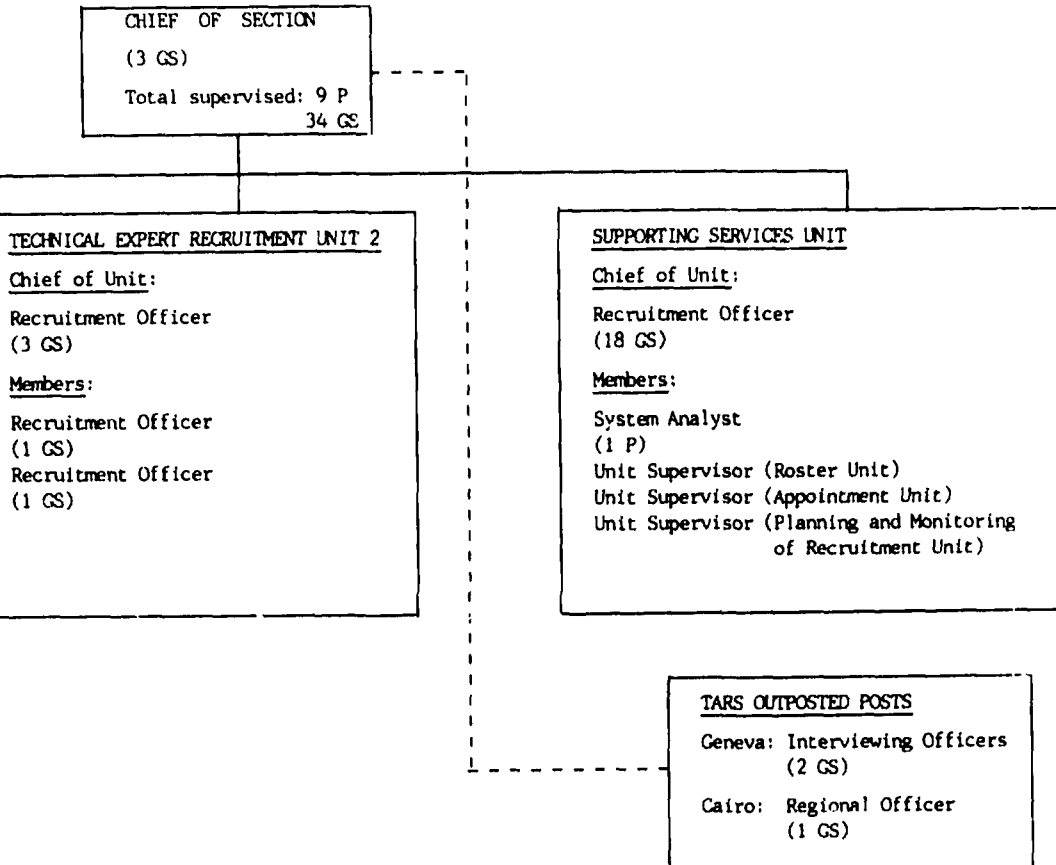 CHIEF OF SECTION
(3 GS)
Total supervised: 9 P
34 GS
TECHNICAL EXPERT RECRUITMENT UNIT 2
Chief of Unit:
Recruitment Officer
(3 GS)
Members:
Recruitment Officer
(1 GS)
Recruitment Officer
(1 GS)
SUPPORTING SERVICES UNIT
Chief of Unit:
Recruitment Officer
(18 GS)
Members:
System Analyst
(1 P)
Unit Supervisor (Roster Unit)
Unit Supervisor (Appointment Unit)
Unit Supervisor (Planning and Monitoring
of Recruitment Unit)
TARS OUTPOSTED POSTS
Geneva: Interviewing Officers
(2 GS)
Cairo: Regional Officer
(1 GS)